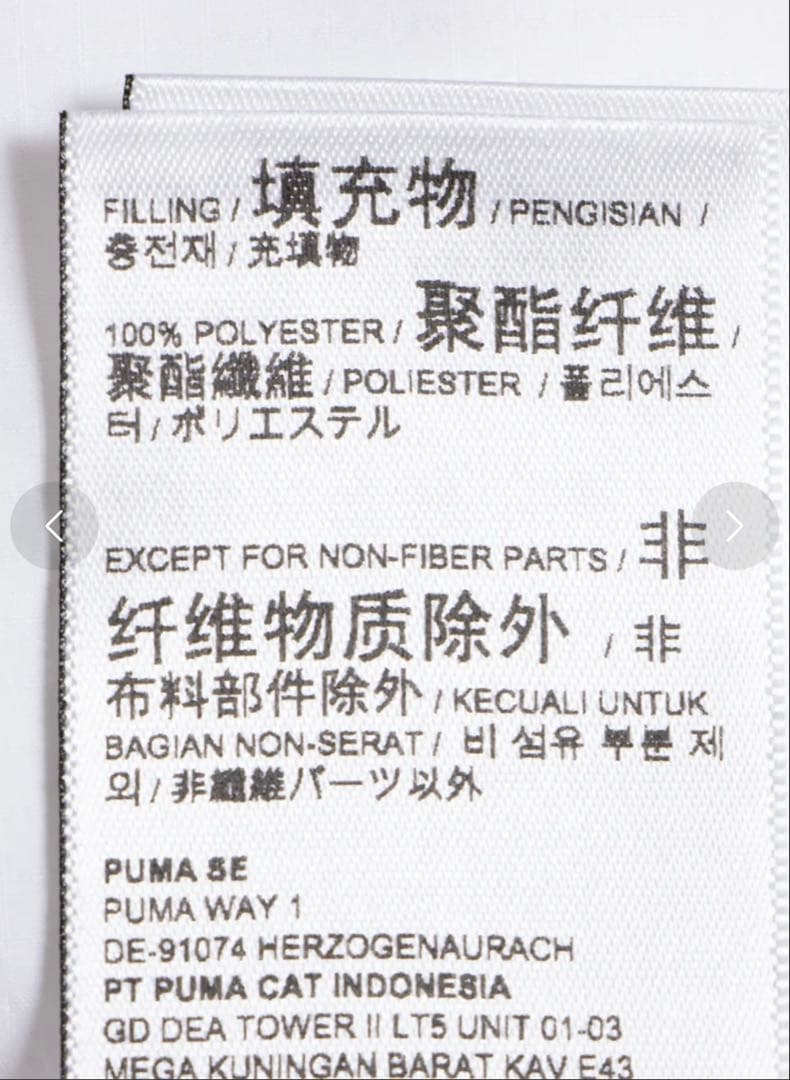 FILLING / 填充物 / PENGISIAN /
충전재 / 充填物
100% POLYESTER / 聚酯纤维 /
聚酯纖維 / POLIESTER / 폴리에스
터 / ポリエステル
EXCEPT FOR NON-FIBER PARTS / 非
纤维物质除外 / 非
布料部件除外 / KECUALI UNTUK
BAGIAN NON-SERAT / 비 섬유 부분 제
외 / 非繊維パーツ以外
PUMA SE
PUMA WAY 1
DE-91074 HERZOGENAURACH
PT PUMA CAT INDONESIA
GD DEA TOWER II LT5 UNIT 01-03
MEGA KUNINGAN BARAT KAV E43